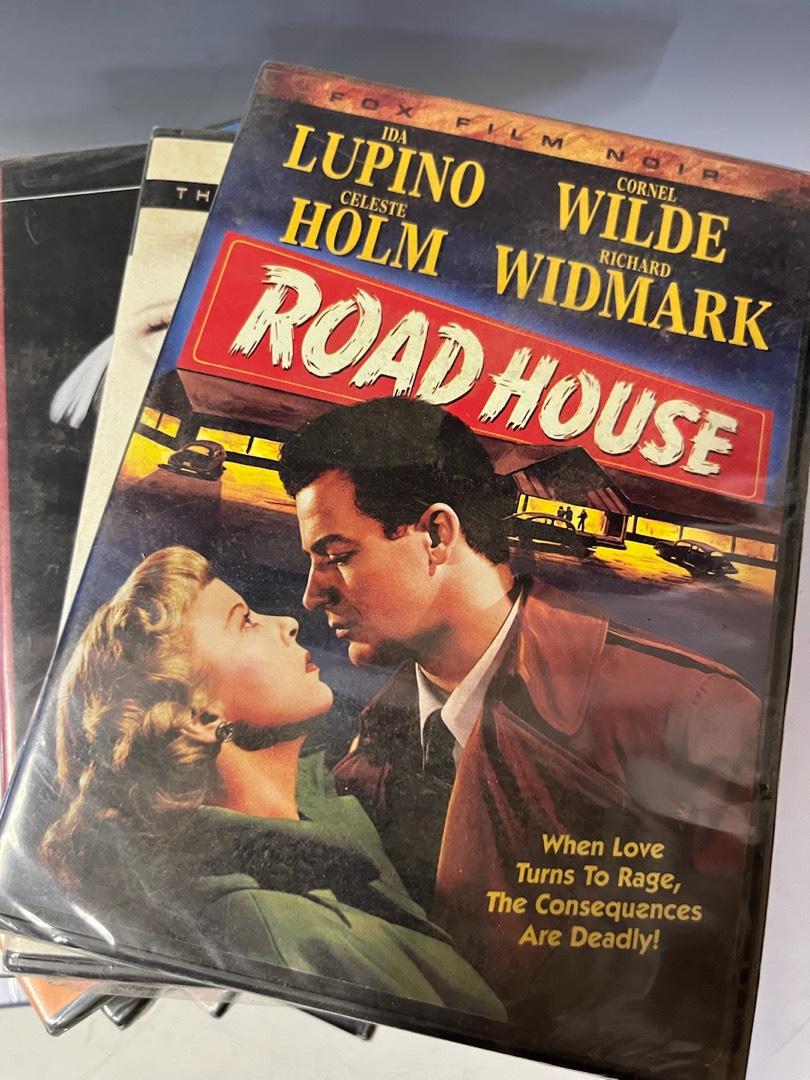 FOX FILM NOIR
IDA
LUPINO
CORNEL
WILDE
CELESTE
HOLM
RICHARD
WIDMARK
ROAD HOUSE
When Love
Turns To Rage,
The Consequences
Are Deadly!
TH